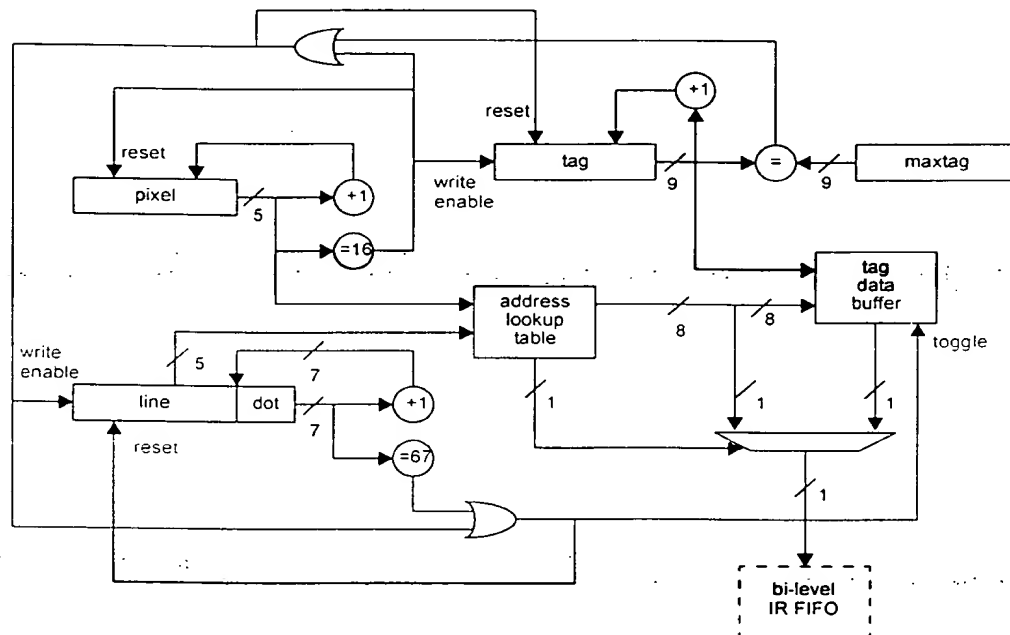 +1
reset
tag
=
maxtag
9
9
write
enable
reset
+1
pixel
5
=16
tag
data
buffer
address
lookup
table
8
8
toggle
write
enable
5
7
1
1
1
line
dot
7
+1
reset
=67
1
bi-level
IR FIFO